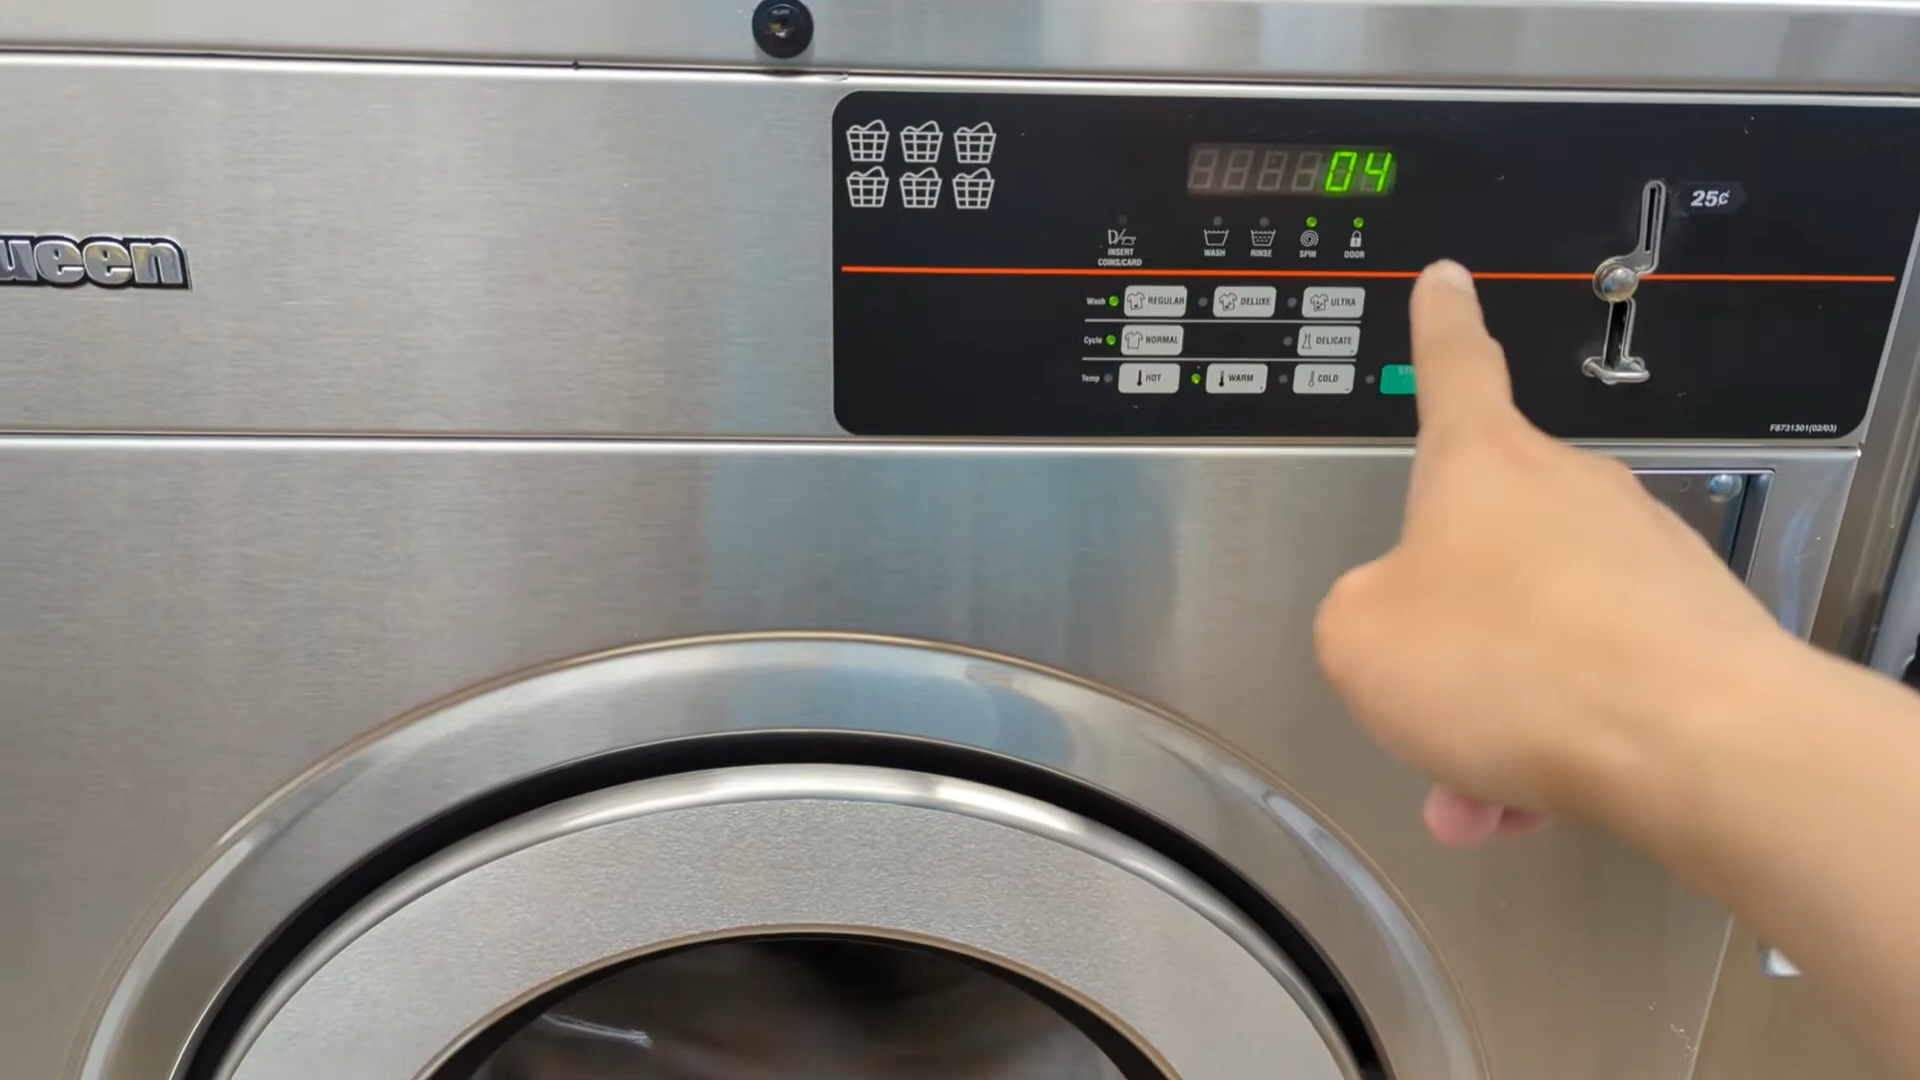 ueen
04
25¢
INSERT
COINS/CARD
WASH
RINSE
SPIN
DOOR
Wash
REGULAR
DELUXE
ULTRA
Cycle
NORMAL
DELICATE
Temp
HOT
WARM
COLD
F8731301(02/03)